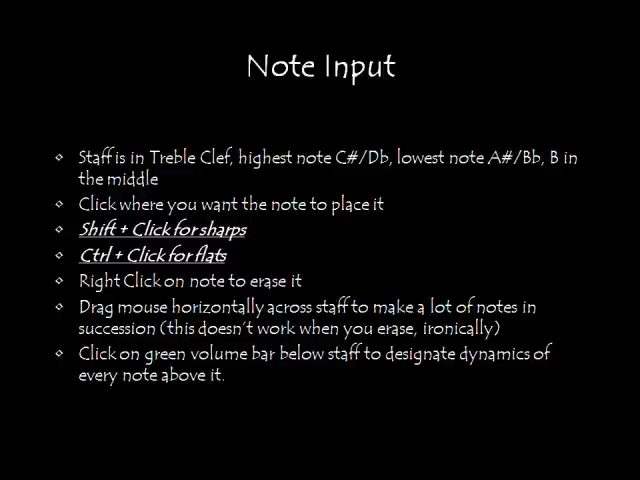 Note Input
• Staff is in Treble Clef, highest note C#/Db, lowest note A#/Bb, B in
the middle
• Click where you want the note to place it
• Shift + Click for sharps
• Ctrl + Click for flats
• Right Click on note to erase it
• Drag mouse horizontally across staff to make a lot of notes in
succession (this doesn't work when you erase, ironically)
• Click on green volume bar below staff to designate dynamics of
every note above it.